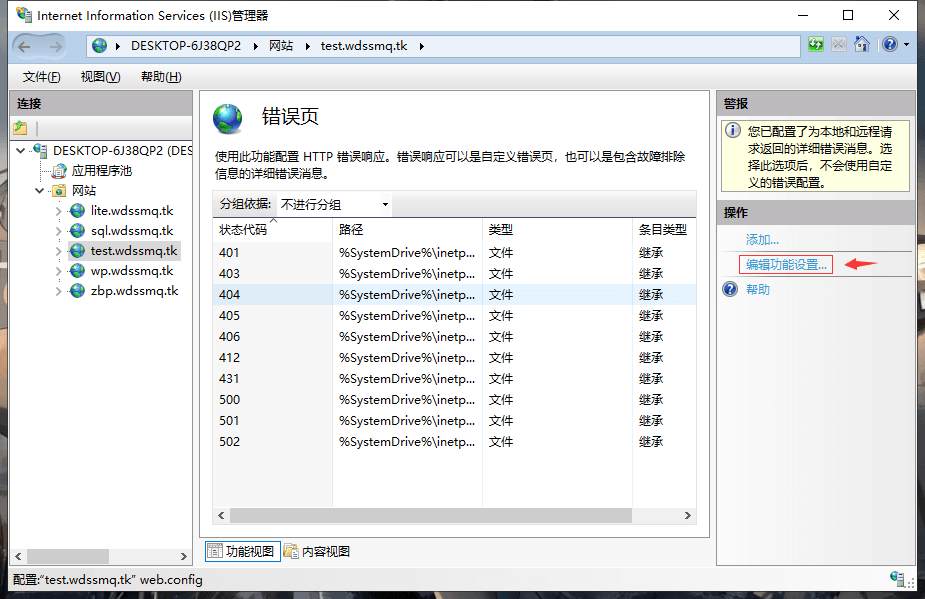 Internet Information Services (IIS)管理器
DESKTOP-6J38QP2 网站 test.wdssmq.tk
文件(F) 视图(V) 帮助(H)
连接
DESKTOP-6J38QP2 (DES
应用程序池
网站
lite.wdssmq.tk
sql.wdssmq.tk
test.wdssmq.tk
wp.wdssmq.tk
zbp.wdssmq.tk
错误页
使用此功能配置 HTTP 错误响应。错误响应可以是自定义错误页，也可以是包含故障排除
信息的详细错误消息。
分组依据: 不进行分组
状态代码 路径 类型 条目类型
401 %SystemDrive%\inetp... 文件 继承
403 %SystemDrive%\inetp... 文件 继承
404 %SystemDrive%\inetp... 文件 继承
405 %SystemDrive%\inetp... 文件 继承
406 %SystemDrive%\inetp... 文件 继承
412 %SystemDrive%\inetp... 文件 继承
431 %SystemDrive%\inetp... 文件 继承
500 %SystemDrive%\inetp... 文件 继承
501 %SystemDrive%\inetp... 文件 继承
502 %SystemDrive%\inetp... 文件 继承
功能视图 内容视图
警报
您已配置了为本地和远程请
求返回的详细错误消息。选
择此选项后，不会使用自定
义的错误配置。
操作
添加...
编辑功能设置...
帮助
配置:"test.wdssmq.tk" web.config